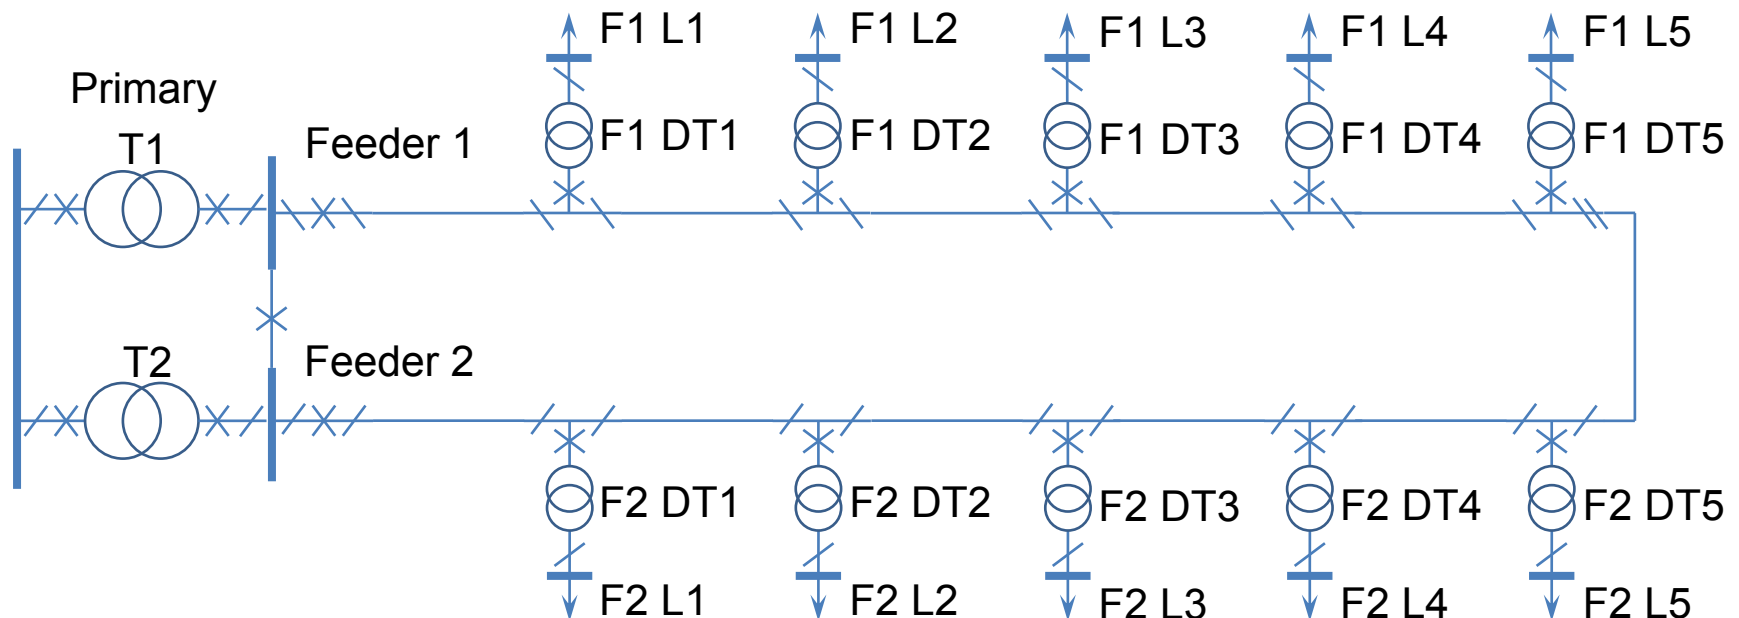 F1 L1
F1 L2
F1 L3
F1 L4
F1 L5
Primary
T1
Feeder 1
F1 DT1
F1 DT2
F1 DT3
F1 DT4
F1 DT5
T2
Feeder 2
F2 DT1
F2 DT2
F2 DT3
F2 DT4
F2 DT5
F2 L1
F2 L2
F2 L3
F2 L4
F2 L5